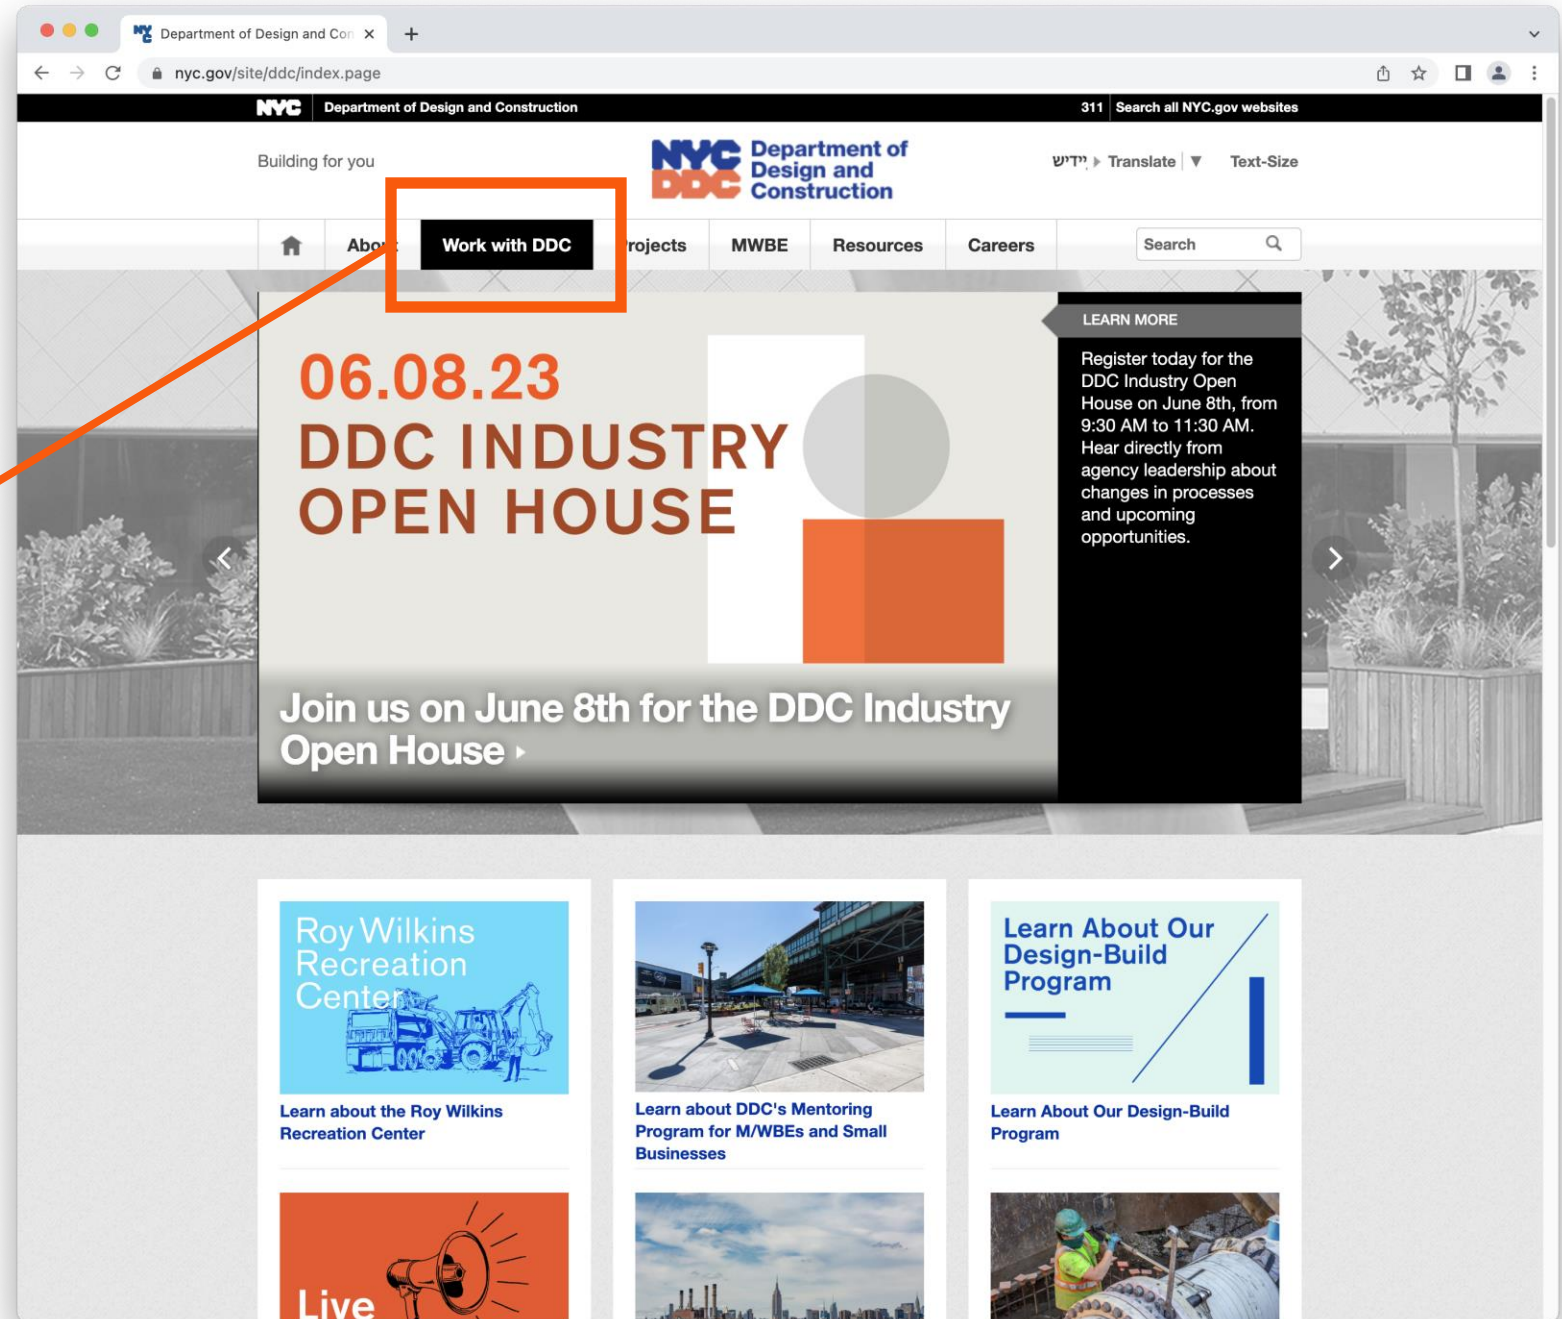 Department of Design and Con
nyc.gov/site/ddc/index.page
NYC Department of Design and Construction 311 Search all NYC.gov websites
Building for you
NYC DDC
Department of
Design and
Construction
ייִדיש Translate ▼ Text-Size
About Work with DDC Projects MWBE Resources Careers Search
06.08.23
DDC INDUSTRY
OPEN HOUSE
Join us on June 8th for the DDC Industry
Open House
LEARN MORE
Register today for the
DDC Industry Open
House on June 8th, from
9:30 AM to 11:30 AM.
Hear directly from
agency leadership about
changes in processes
and upcoming
opportunities.
Roy Wilkins
Recreation
Center
Learn about the Roy Wilkins
Recreation Center
Learn about DDC's Mentoring
Program for M/WBEs and Small
Businesses
Learn About Our
Design-Build
Program
Learn About Our Design-Build
Program
Live